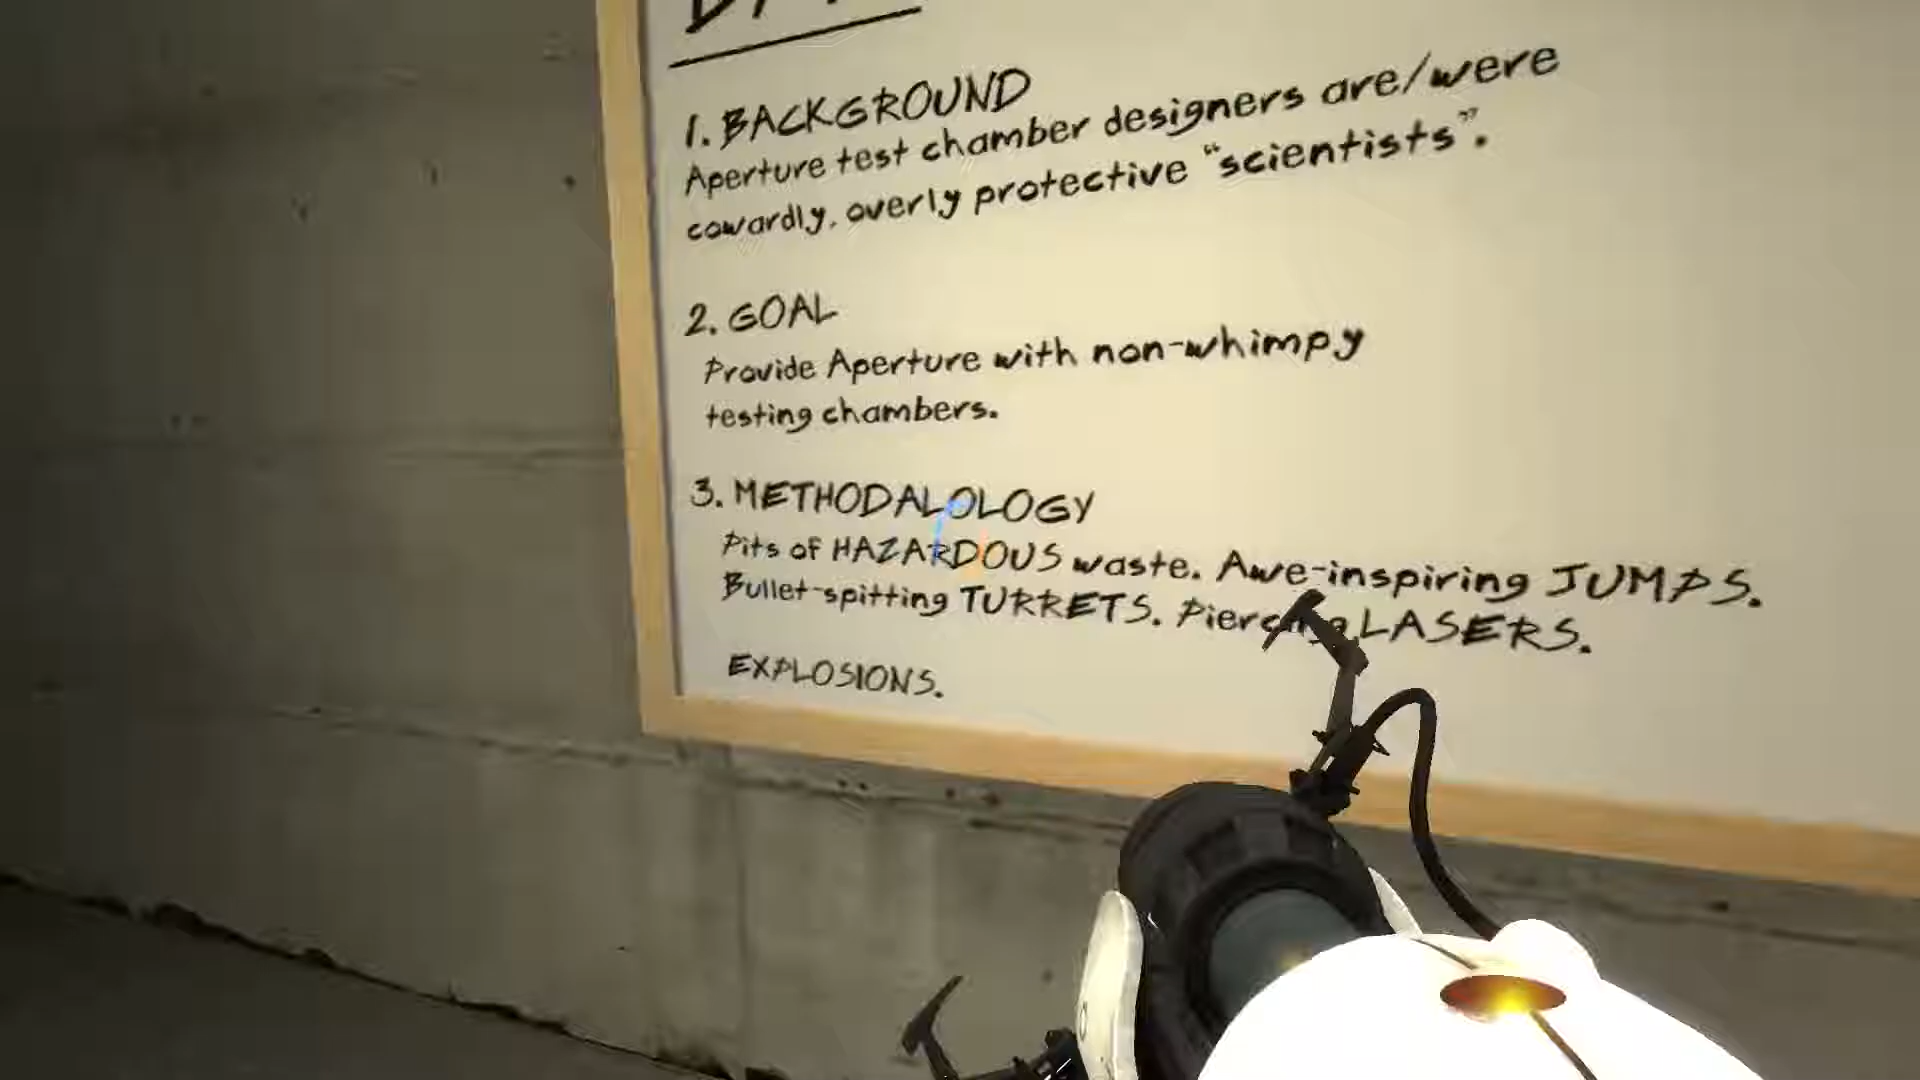 1. BACKGROUND
Aperture test chamber designers are/were
cowardly, overly protective "scientists".
2. GOAL
Provide Aperture with non-whimpy
testing chambers.
3. METHODALOLOGY
Pits of HAZARDOUS waste. Awe-inspiring JUMPS.
Bullet-spitting TURRETS. Piercing LASERS.
EXPLOSIONS.